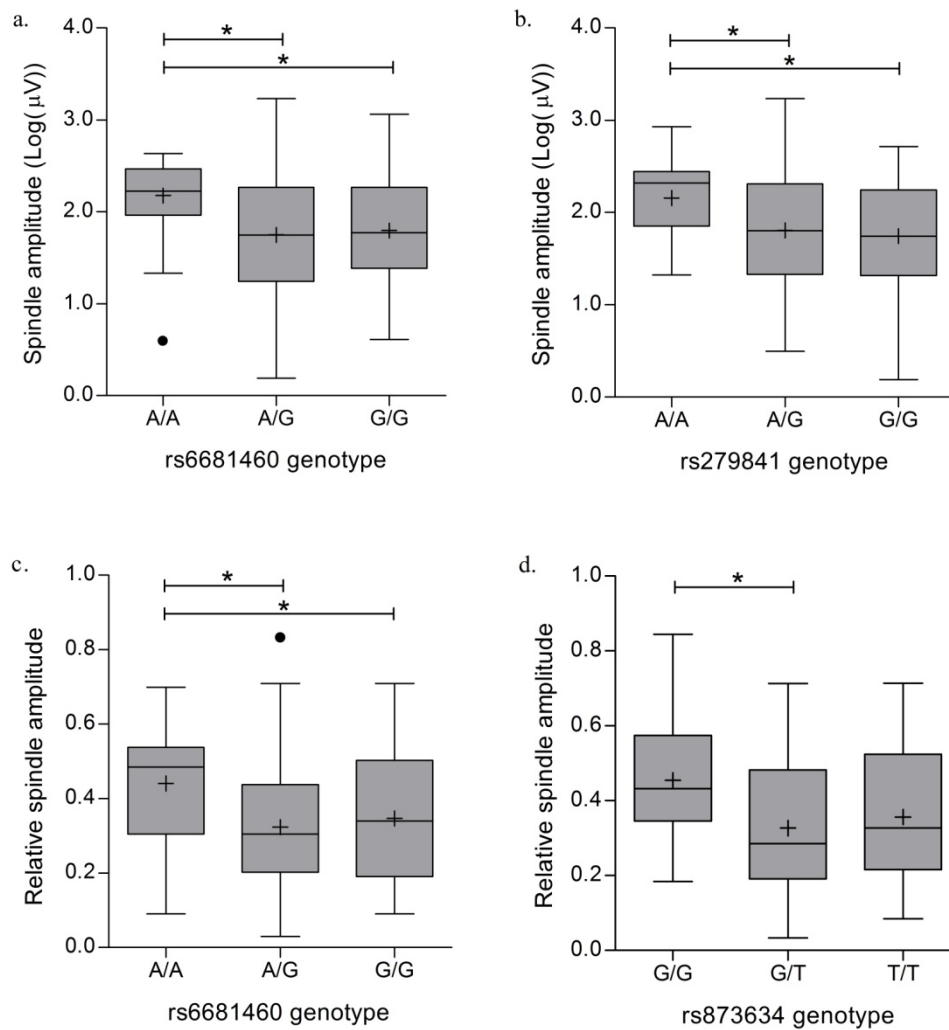 a.
*
*
Spindle amplitude (Log( μV))
4.0
3.0
2.0
1.0
0.0
A/A A/G G/G
rs6681460 genotype
b.
*
*
Spindle amplitude (Log( μV))
4.0
3.0
2.0
1.0
0.0
A/A A/G G/G
rs279841 genotype
c.
*
*
Relative spindle amplitude
1.0
0.8
0.6
0.4
0.2
0.0
A/A A/G G/G
rs6681460 genotype
d.
*
Relative spindle amplitude
1.0
0.8
0.6
0.4
0.2
0.0
G/G G/T T/T
rs873634 genotype